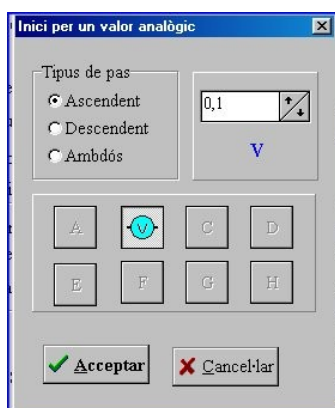 Inici per un valor analògic
Tipus de pas
Ascendent
Descendent
Ambdós
0,1
V
A
V
C
D
E
F
G
H
Acceptar
Cancel·lar